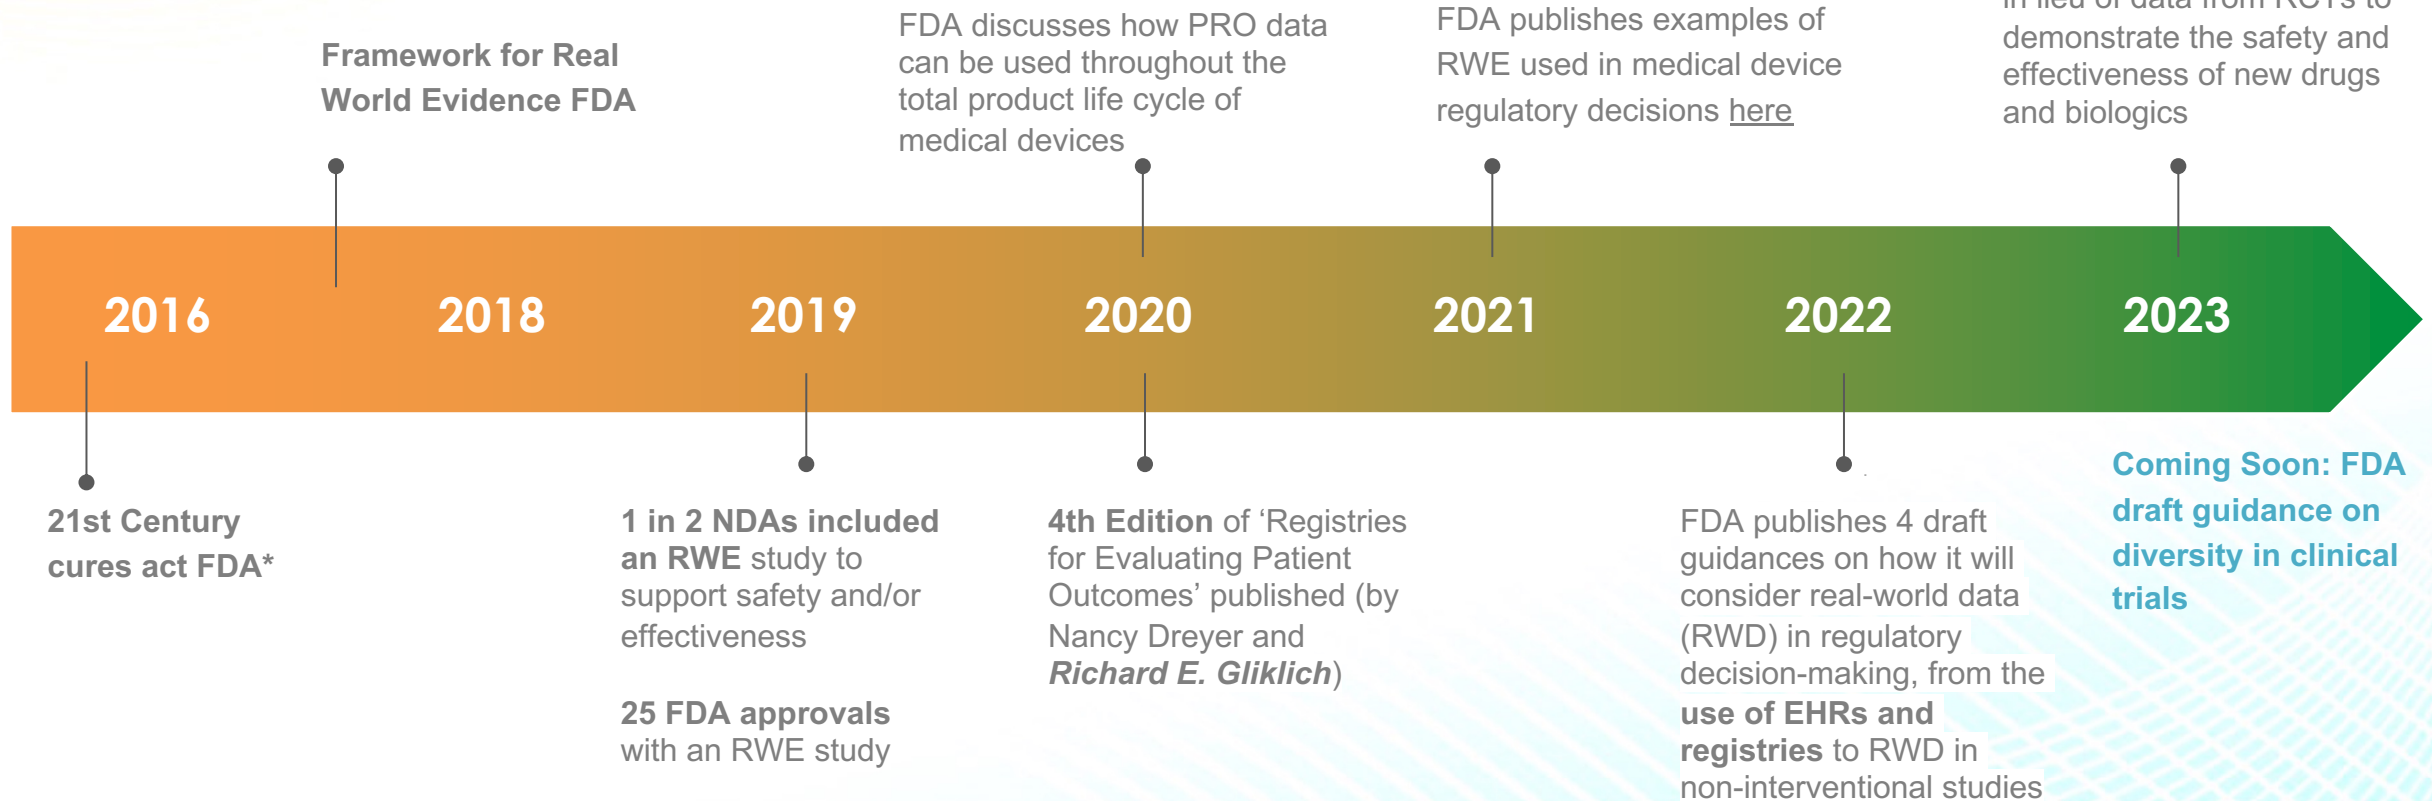 Framework for Real
World Evidence FDA
FDA discusses how PRO data
can be used throughout the
total product life cycle of
medical devices
FDA publishes examples of
RWE used in medical device
regulatory decisions here
in lieu of data from RCTs to
demonstrate the safety and
effectiveness of new drugs
and biologics
2016
2018
2019
2020
2021
2022
2023
21st Century
cures act FDA*
1 in 2 NDAs included
an RWE study to
support safety and/or
effectiveness
25 FDA approvals
with an RWE study
4th Edition of ‘Registries
for Evaluating Patient
Outcomes’ published (by
Nancy Dreyer and
Richard E. Gliklich)
FDA publishes 4 draft
guidances on how it will
consider real-world data
(RWD) in regulatory
decision-making, from the
use of EHRs and
registries to RWD in
non-interventional studies
Coming Soon: FDA
draft guidance on
diversity in clinical
trials